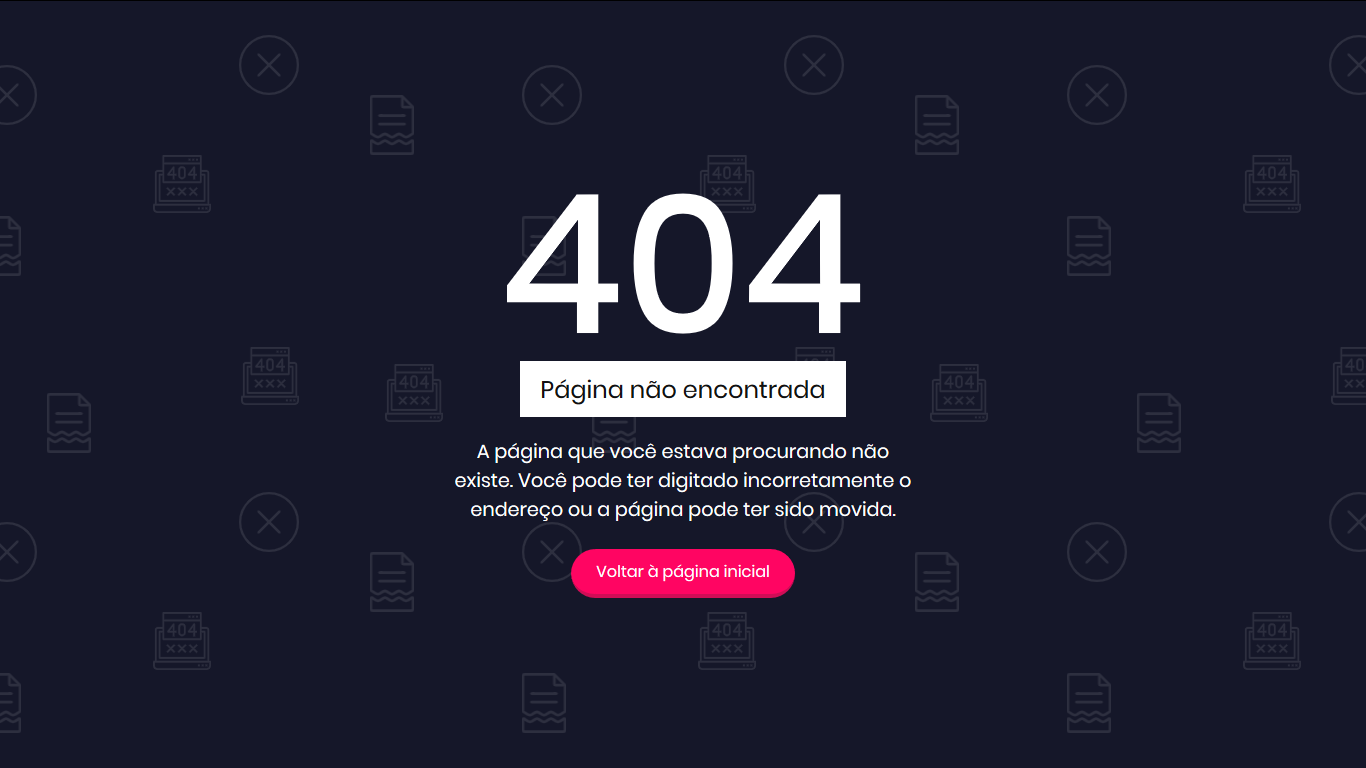 404
Página não encontrada
A página que você estava procurando não
existe. Você pode ter digitado incorretamente o
endereço ou a página pode ter sido movida.
Voltar à página inicial